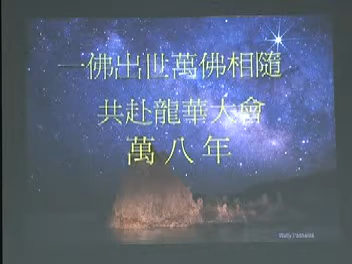 一佛出世萬佛相隨
共赴龍華大會
萬八年